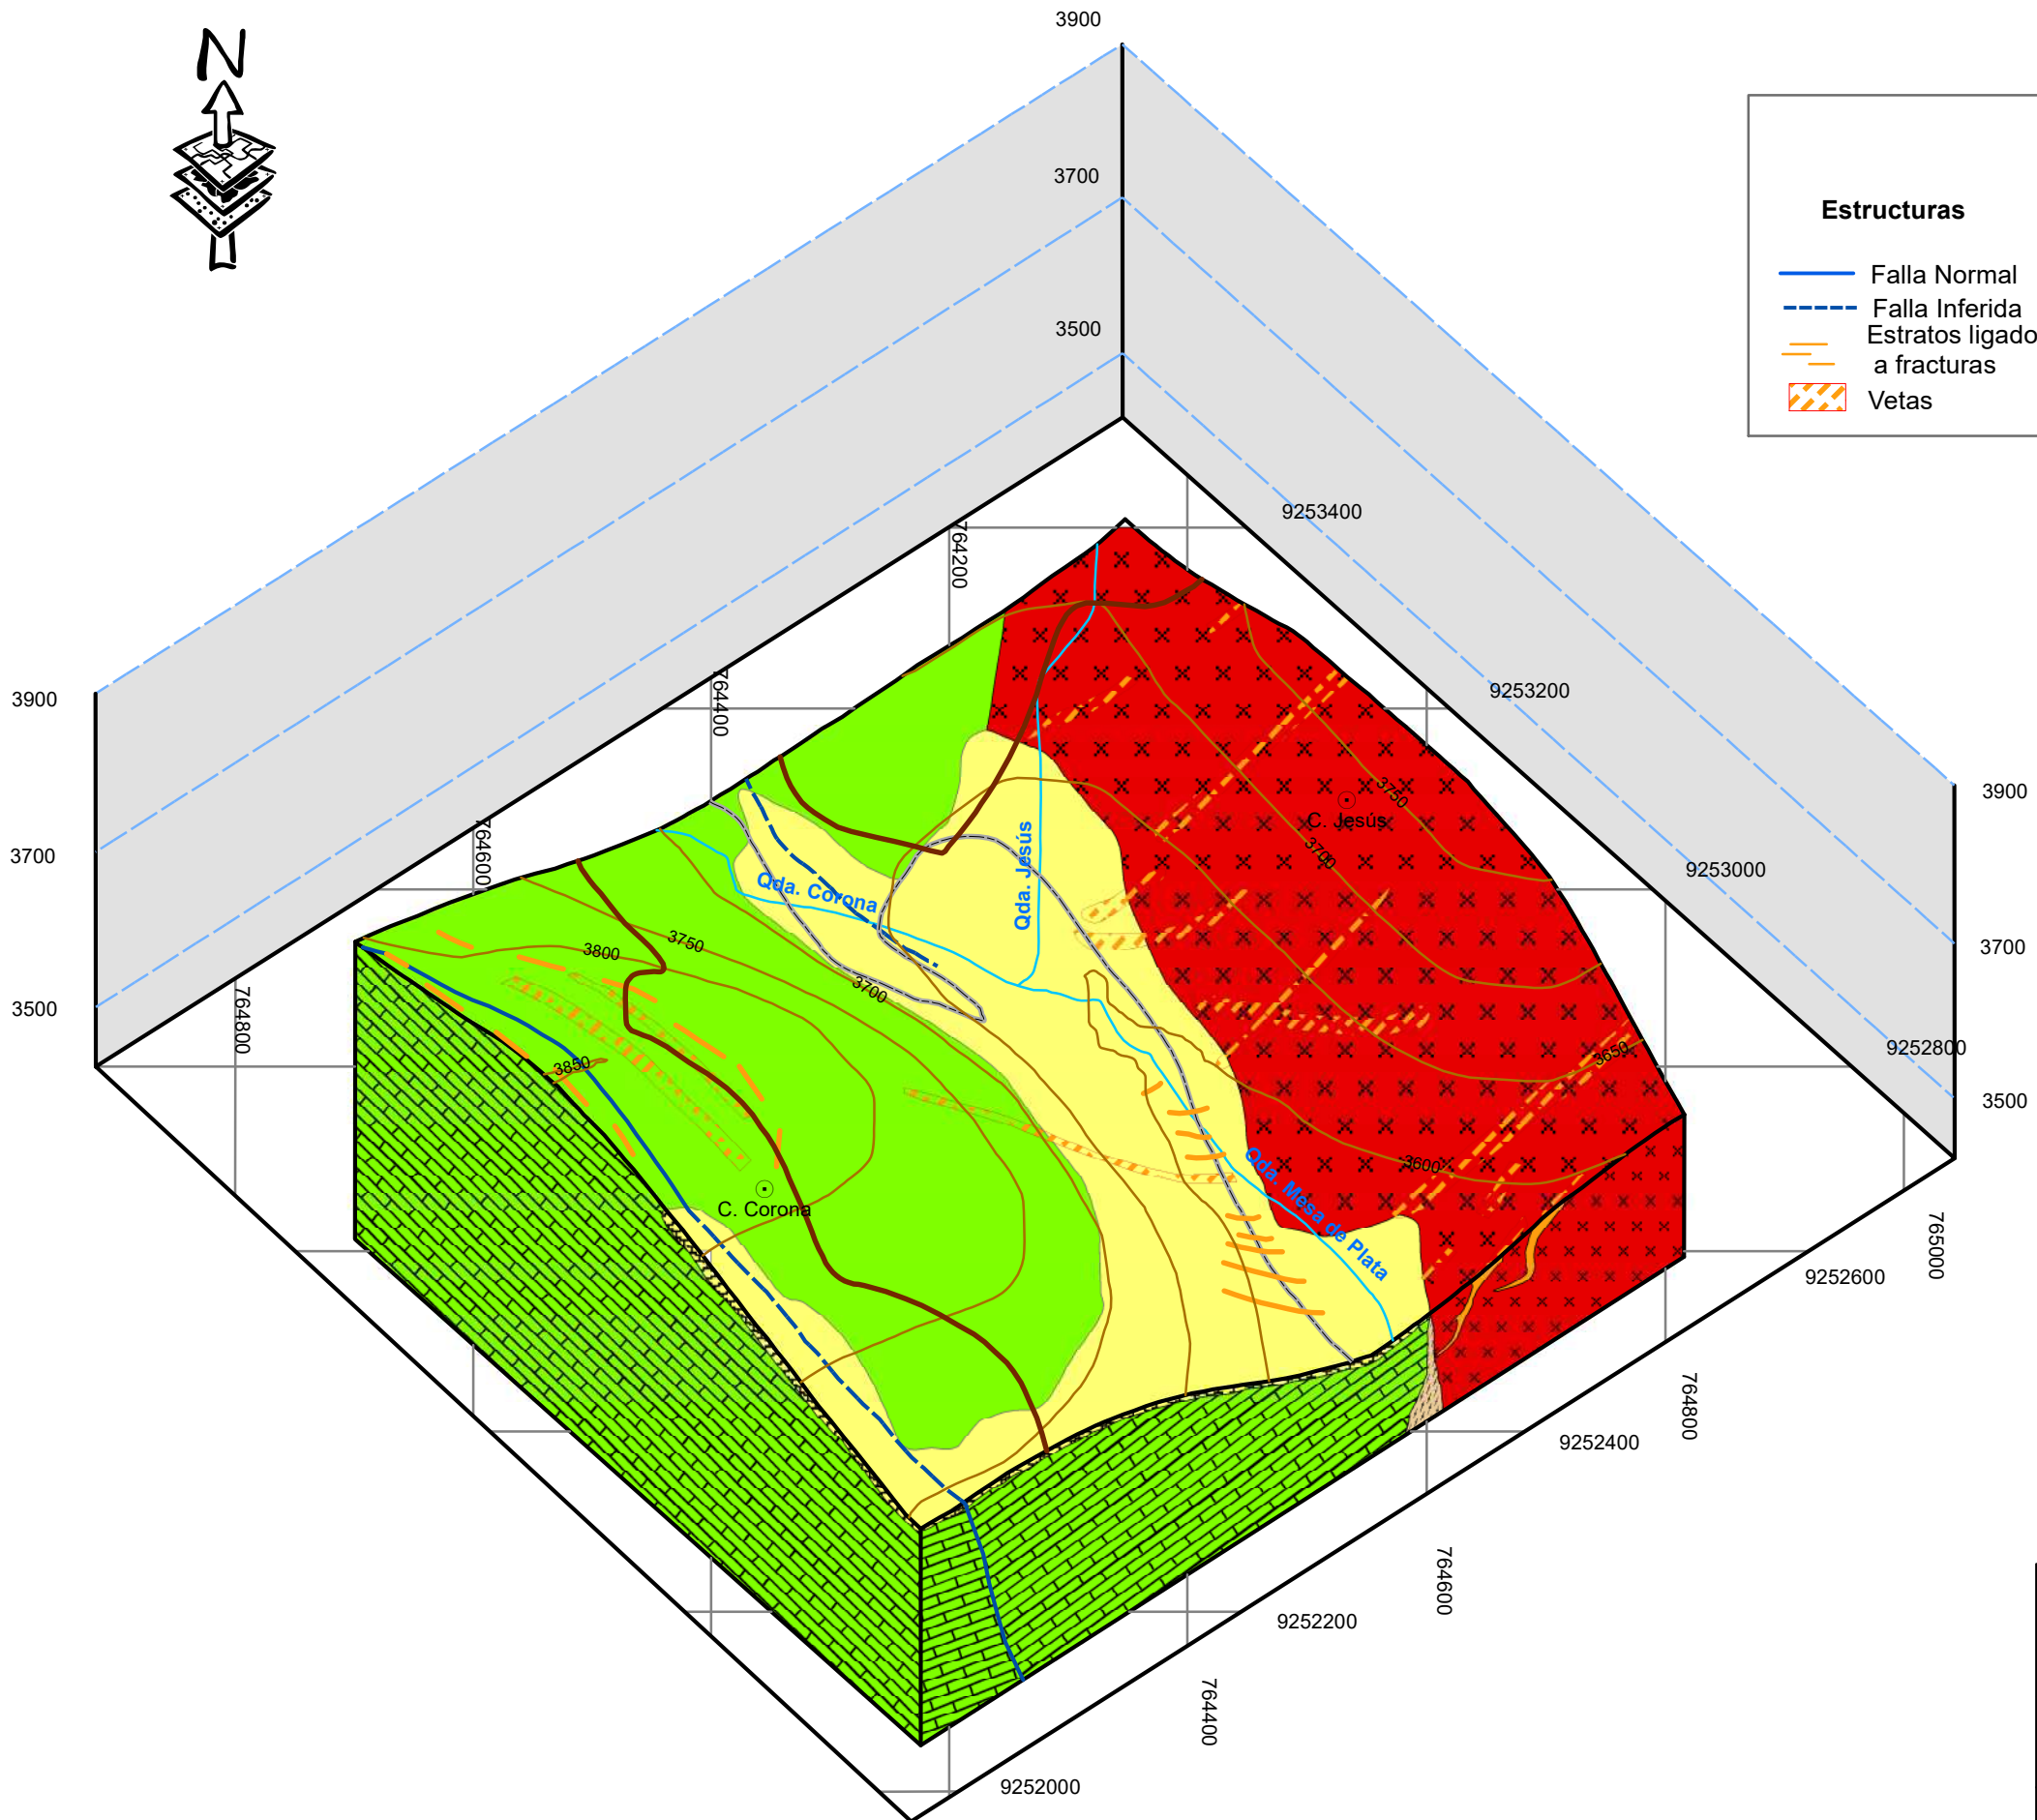 N
3900
3700
3500
Estructuras
Falla Normal
Falla Inferida
Estratos ligado
a fracturas
Vetas
3900
3700
3500
3900
3700
3500
9253400
9253200
9253000
9252800
9252600
9252400
9252200
9252000
764200
764400
764600
764800
765000
764800
764600
764400
Qda. Corona
Qda. Jesús
Qda. Mesa de Plata
C. Jesús
C. Corona
3750
3700
3650
3600
3800
3750
3700
3850